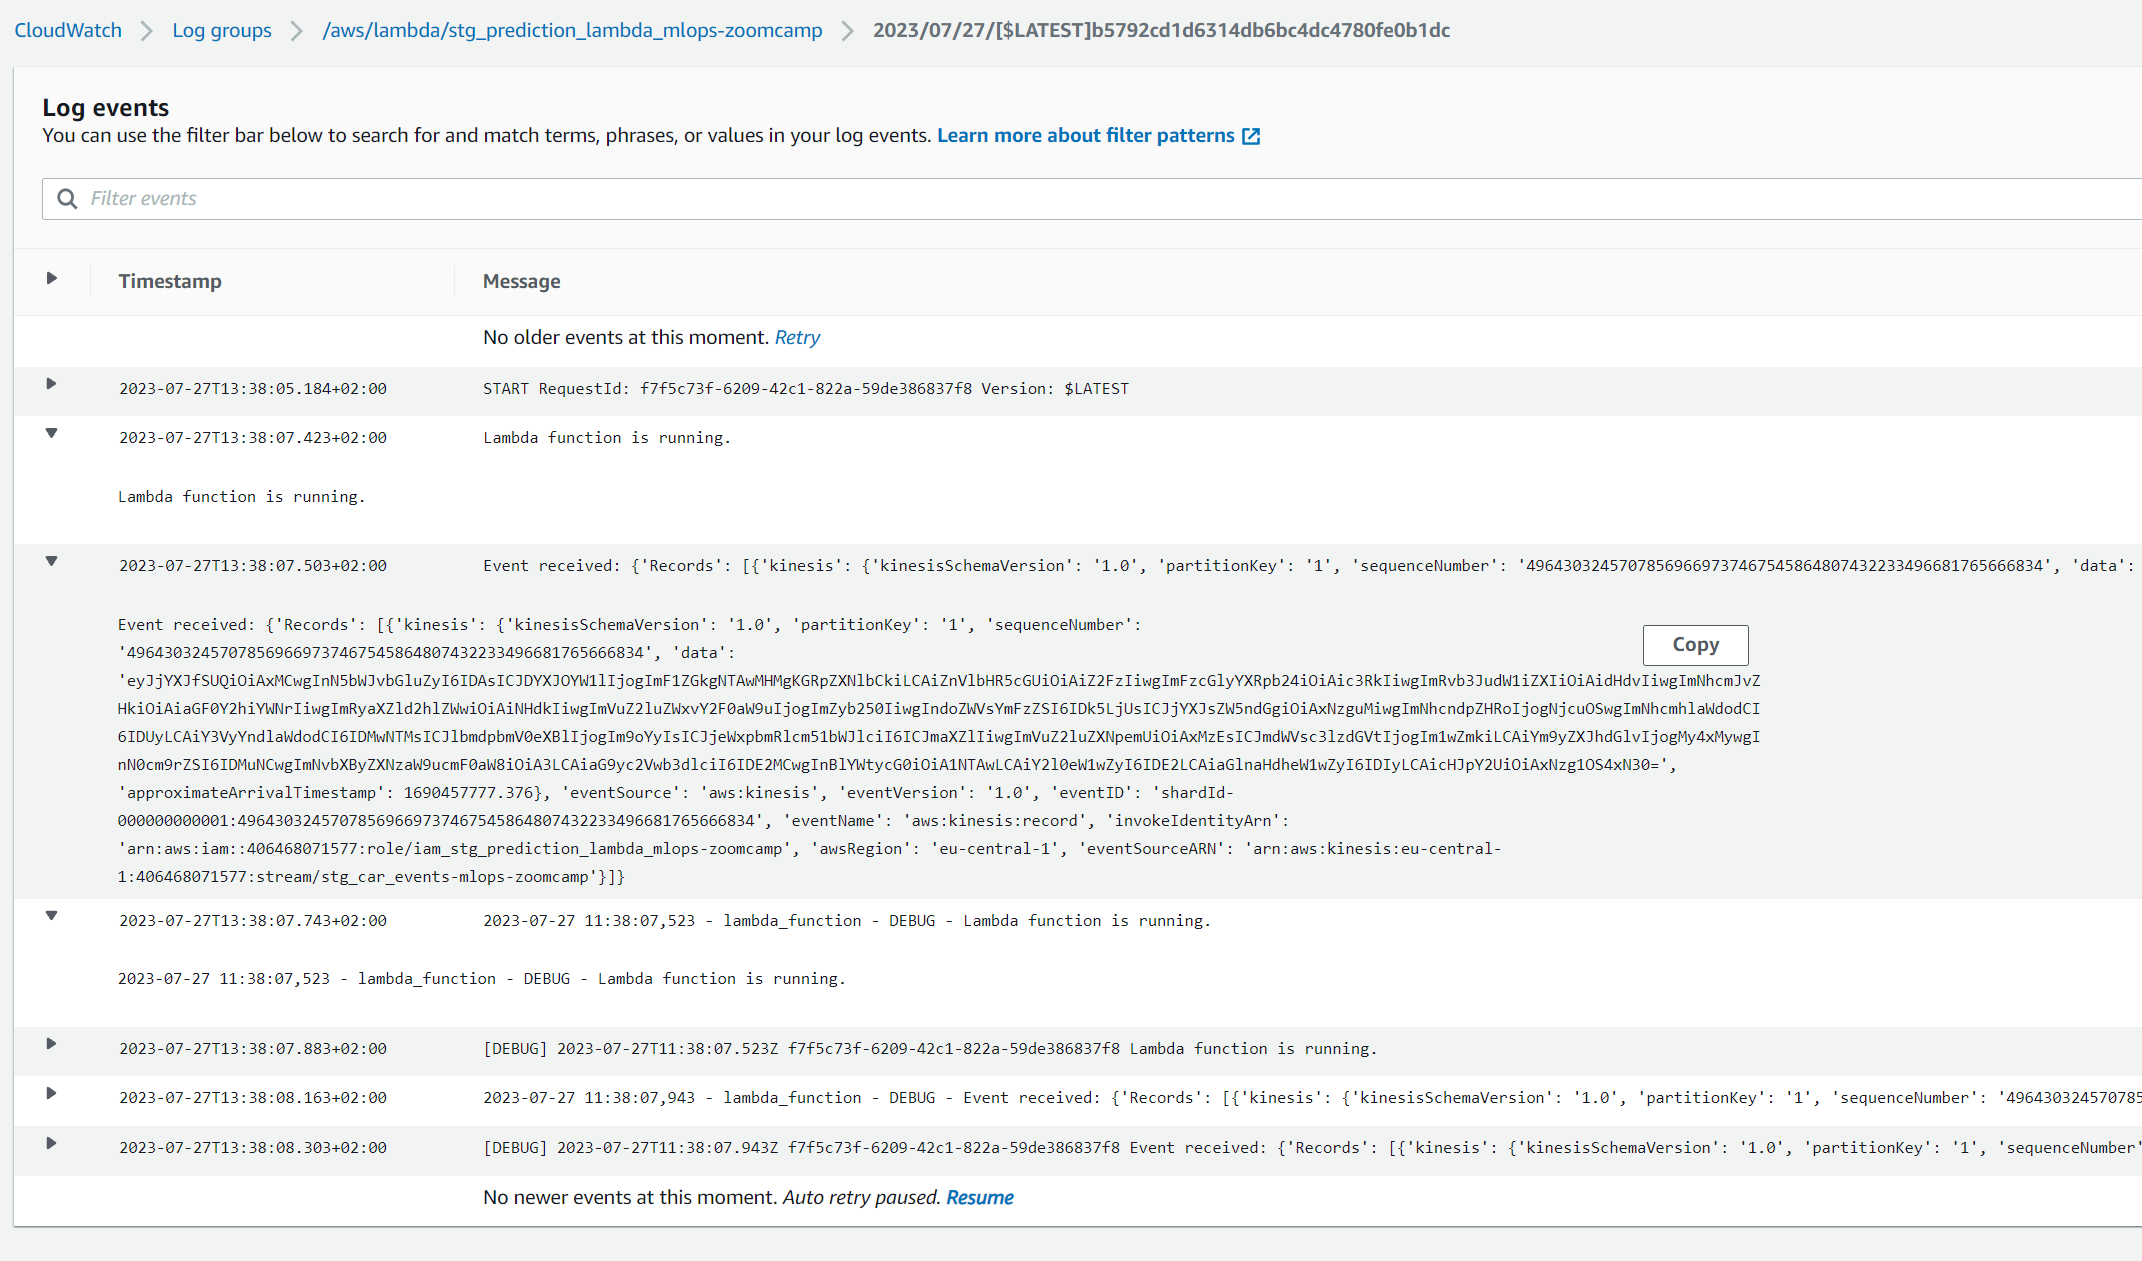 CloudWatch > Log groups > /aws/lambda/stg_prediction_lambda_mlops-zoomcamp > 2023/07/27/[$LATEST]b5792cd1d6314db6bc4dc4780fe0b1dc
Log events
You can use the filter bar below to search for and match terms, phrases, or values in your log events. Learn more about filter patterns
Filter events
Timestamp Message
No older events at this moment. Retry
2023-07-27T13:38:05.184+02:00 START RequestId: f7f5c73f-6209-42c1-822a-59de386837f8 Version: $LATEST
2023-07-27T13:38:07.423+02:00 Lambda function is running.
Lambda function is running.
2023-07-27T13:38:07.503+02:00 Event received: {'Records': [{'kinesis': {'kinesisSchemaVersion': '1.0', 'partitionKey': '1', 'sequenceNumber': '49643032457078569669737467545864807432233496681765666834', 'data':
Event received: {'Records': [{'kinesis': {'kinesisSchemaVersion': '1.0', 'partitionKey': '1', 'sequenceNumber':
'49643032457078569669737467545864807432233496681765666834', 'data':
Copy
'eyJjYXJfSUQiOiAxMCwgInN5bWJvbGluZyI6IDAsICJDYXJOYW1lIjogImF1ZGkgNTAwMHMgKGRpZXNlbCkiLCAiZnVlbHR5cGUiOiAiZ2FzIiwgImFzcGlyYXRpb24iOiAic3RkIiwgImRvb3JudW1iZXIiOiAidHdvIiwgImNhcmJvZ
HkiOiAiaGF0Y2hiYWNrIiwgImRyaXZld2hlZWwiOiAiNHdkIiwgImVuZ2luZWxvY2F0aW9uIjogImZyb250IiwgIndoZWVsYmFzZSI6IDk5LjUsICJjYXJsZW5ndGgiOiAxNzguMiwgImNhcndpZHRoIjogNjcuOSwgImNhcmhlaWdodCI
6IDUyLCAiY3VyYndlaWdodCI6IDMwNTMsICJlbmdpbmV0eXBlIjogIm9oYyIsICJjeWxpbmRlcm51bWJlciI6ICJmaXZlIiwgImVuZ2luZXNpemUiOiAxMzEsICJmdWVsc3lzdGVtIjogIm1wZmkiLCAiYm9yZXJhdGlvIjogMy4xMywgI
nN0cm9rZSI6IDMuNCwgImNvbXByZXNzaW9ucmF0aW8iOiA3LCAiaG9yc2Vwb3dlciI6IDE2MCwgInBlYWtycG0iOiA1NTAwLCAiY2l0eW1wZyI6IDE2LCAiaGlnaHdheW1wZyI6IDIyLCAicHJpY2UiOiAxNzg1OS4xN30=',
'approximateArrivalTimestamp': 1690457777.376}, 'eventSource': 'aws:kinesis', 'eventVersion': '1.0', 'eventID': 'shardId-
000000000001:49643032457078569669737467545864807432233496681765666834', 'eventName': 'aws:kinesis:record', 'invokeIdentityArn':
'arn:aws:iam::406468071577:role/iam_stg_prediction_lambda_mlops-zoomcamp', 'awsRegion': 'eu-central-1', 'eventSourceARN': 'arn:aws:kinesis:eu-central-
1:406468071577:stream/stg_car_events-mlops-zoomcamp'}]}
2023-07-27T13:38:07.743+02:00 2023-07-27 11:38:07,523 - lambda_function - DEBUG - Lambda function is running.
2023-07-27 11:38:07,523 - lambda_function - DEBUG - Lambda function is running.
2023-07-27T13:38:07.883+02:00 [DEBUG] 2023-07-27T11:38:07.523Z f7f5c73f-6209-42c1-822a-59de386837f8 Lambda function is running.
2023-07-27T13:38:08.163+02:00 2023-07-27 11:38:07,943 - lambda_function - DEBUG - Event received: {'Records': [{'kinesis': {'kinesisSchemaVersion': '1.0', 'partitionKey': '1', 'sequenceNumber': '496430324570785
2023-07-27T13:38:08.303+02:00 [DEBUG] 2023-07-27T11:38:07.943Z f7f5c73f-6209-42c1-822a-59de386837f8 Event received: {'Records': [{'kinesis': {'kinesisSchemaVersion': '1.0', 'partitionKey': '1', 'sequenceNumber'
No newer events at this moment. Auto retry paused. Resume